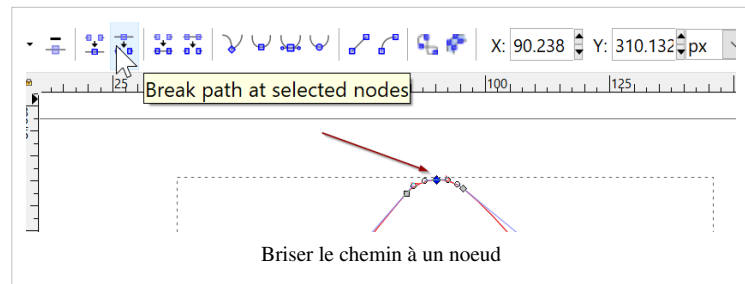 X: 90.238 Y: 310.132 px
25 100 125
Break path at selected nodes
Briser le chemin à un noeud